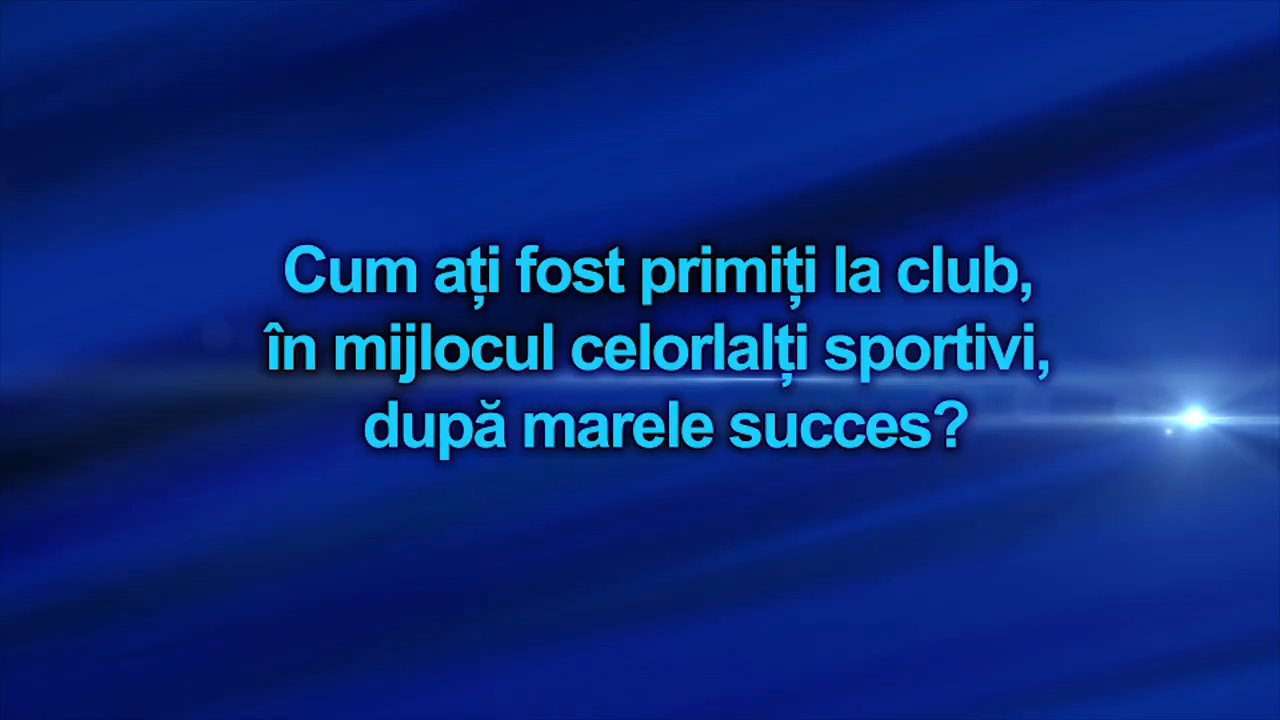 Cum ați fost primiți la club,
în mijlocul celorlalți sportivi,
după marele succes?